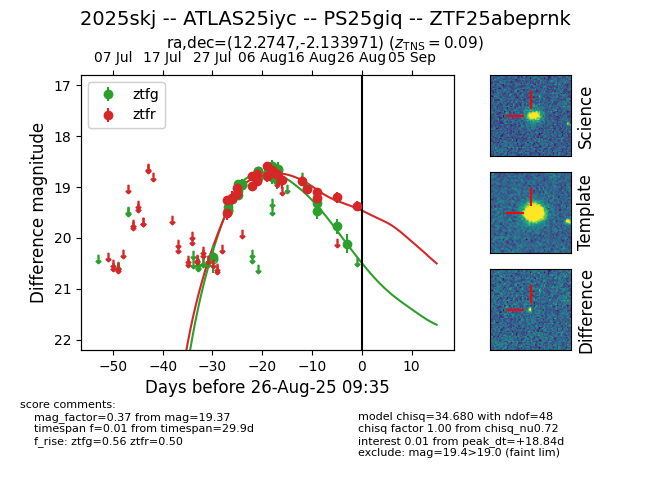 2025skj -- ATLAS25iyc -- PS25giq -- ZTF25abeprnk
ra,dec=(12.2747,-2.133971) (z_TNS = 0.09)
07 Jul 17 Jul 27 Jul 06 Aug 16 Aug 26 Aug 05 Sep
ztfg
ztfr
17
18
19
20
21
22
Difference magnitude
−50 −40 −30 −20 −10 0 10
Days before 26-Aug-25 09:35
Science
Template
Difference
score comments:
mag_factor=0.37 from mag=19.37
timespan f=0.01 from timespan=29.9d
f_rise: ztfg=0.56 ztfr=0.50
model chisq=34.680 with ndof=48
chisq factor 1.00 from chisq_nu0.72
interest 0.01 from peak_dt=+18.84d
exclude: mag=19.4>19.0 (faint lim)